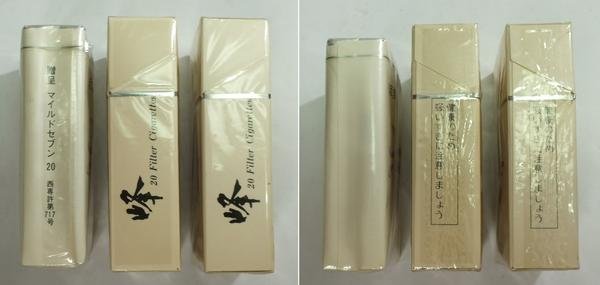 贈呈 マイルドセブン 20 西専許第717号
峰 20 Filter Cigarettes
峰 20 Filter Cigarettes
健康のため
吸いすぎに注意しましょう
健康のため
吸いすぎに注意しましょう